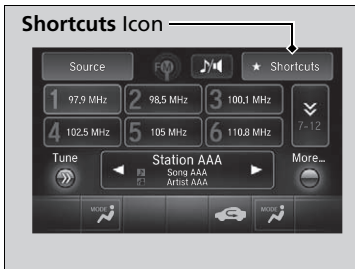 Shortcuts Icon
Source FM ★ Shortcuts
1 97.9 MHz 2 98.5 MHz 3 100.1 MHz
4 102.5 MHz 5 105 MHz 6 110.8 MHz 7-12
Tune Station AAA More...
Song AAA
Artist AAA
MODE MODE